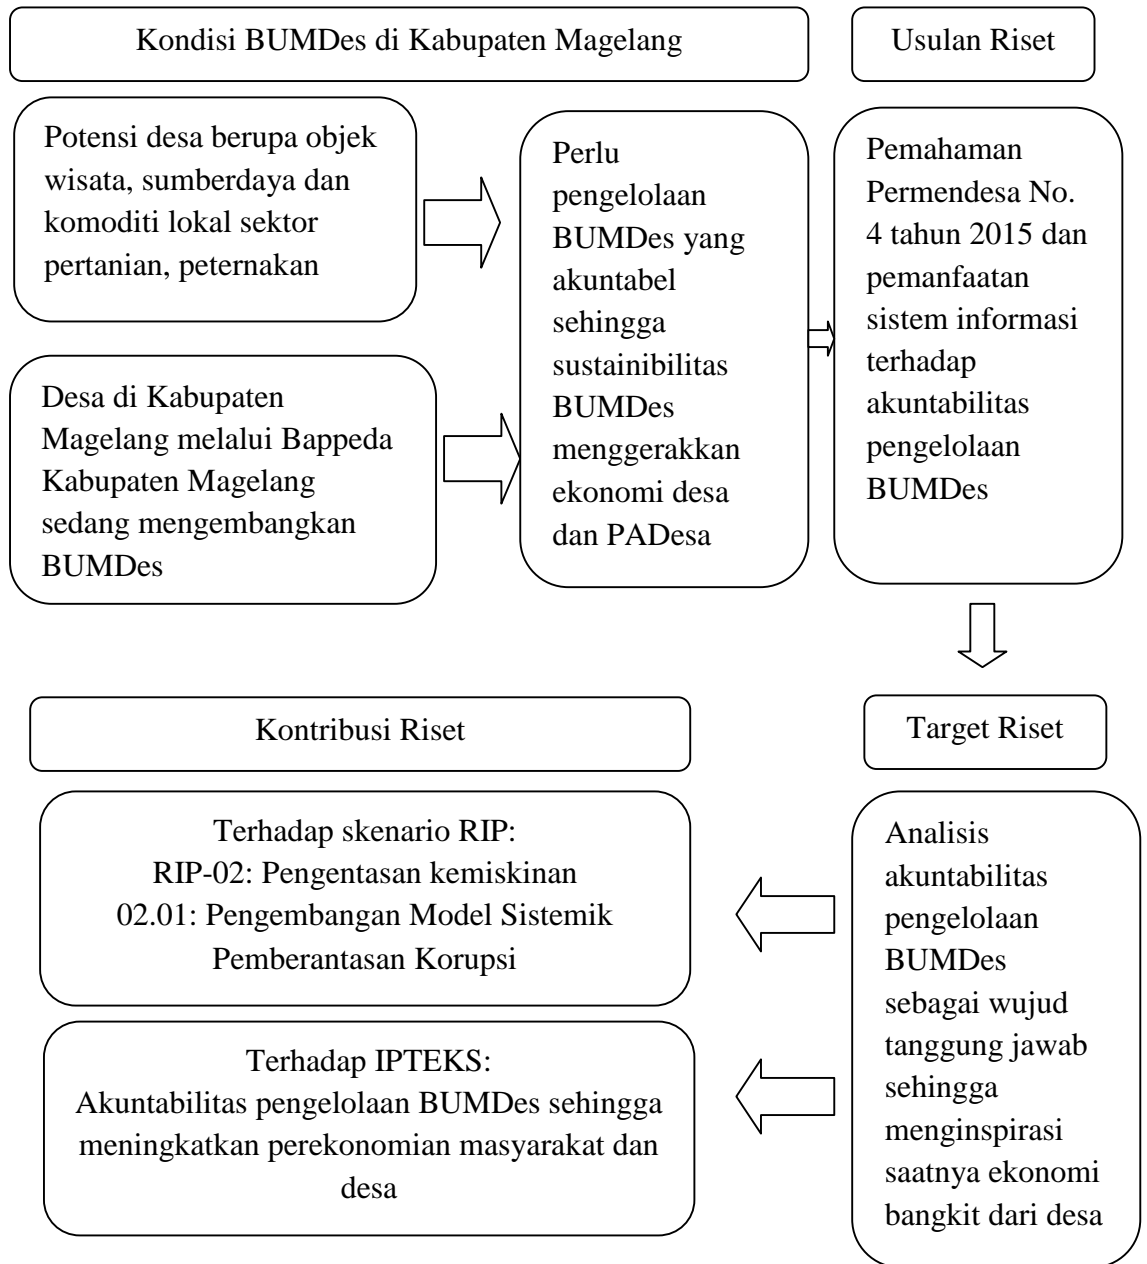 Kondisi BUMDes di Kabupaten Magelang
Usulan Riset
Potensi desa berupa objek
wisata, sumberdaya dan
komoditi lokal sektor
pertanian, peternakan
Desa di Kabupaten
Magelang melalui Bappeda
Kabupaten Magelang
sedang mengembangkan
BUMDes
Perlu
pengelolaan
BUMDes yang
akuntabel
sehingga
sustainibilitas
BUMDes
menggerakkan
ekonomi desa
dan PADesa
Pemahaman
Permendesa No.
4 tahun 2015 dan
pemanfaatan
sistem informasi
terhadap
akuntabilitas
pengelolaan
BUMDes
Kontribusi Riset
Target Riset
Terhadap skenario RIP:
RIP-02: Pengentasan kemiskinan
02.01: Pengembangan Model Sistemik
Pemberantasan Korupsi
Terhadap IPTEKS:
Akuntabilitas pengelolaan BUMDes sehingga
meningkatkan perekonomian masyarakat dan
desa
Analisis
akuntabilitas
pengelolaan
BUMDes
sebagai wujud
tanggung jawab
sehingga
menginspirasi
saatnya ekonomi
bangkit dari desa